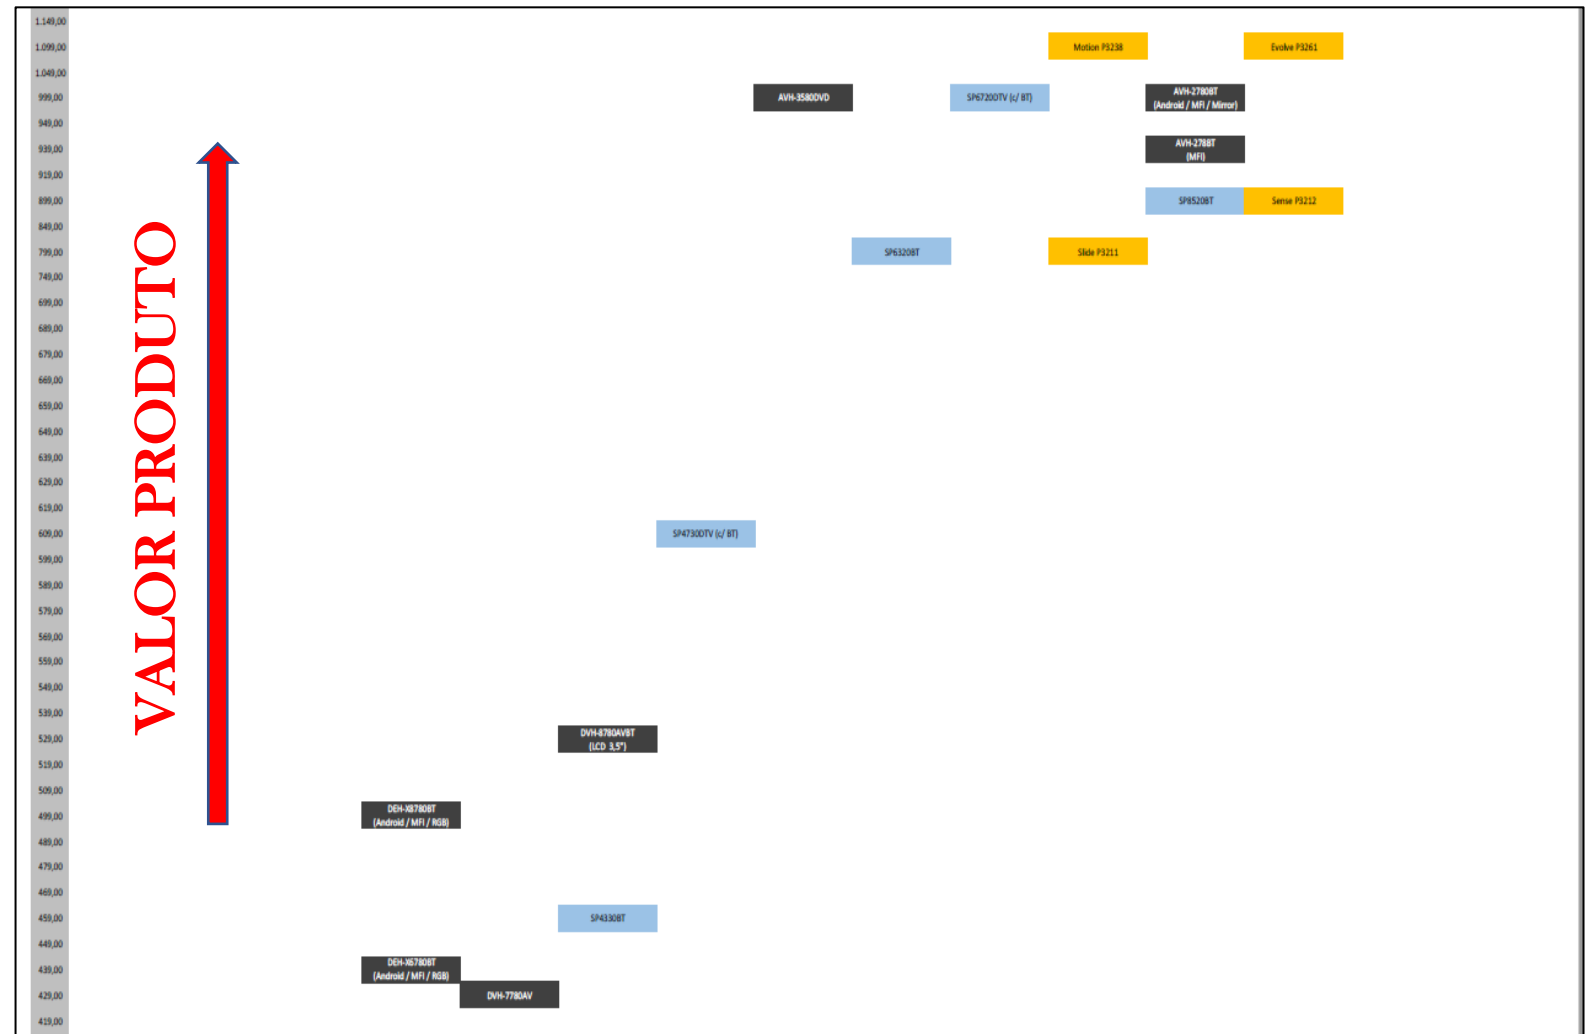 1.149,00
1.099,00
Motion P3238
Evolve P3261
1.049,00
999,00
AVH-3580DVD
SP6720DTV (c/ BT)
AVH-2780BT
(Android / MFI / Mirror)
949,00
939,00
AVH-278BT
(MFI)
919,00
899,00
SP8520BT
Sense P3212
849,00
799,00
SP6320BT
Slide P3211
749,00
699,00
689,00
679,00
669,00
659,00
649,00
639,00
629,00
619,00
609,00
SP4730DTV (c/ BT)
599,00
589,00
579,00
569,00
559,00
549,00
539,00
529,00
DVH-8780AVBT
(LCD 3,5")
519,00
509,00
499,00
DEH-X8780BT
(Android / MFI / RGB)
489,00
479,00
469,00
459,00
SP4330BT
449,00
439,00
DEH-X6780BT
(Android / MFI / RGB)
429,00
DVH-7780AV
419,00
VALOR PRODUTO